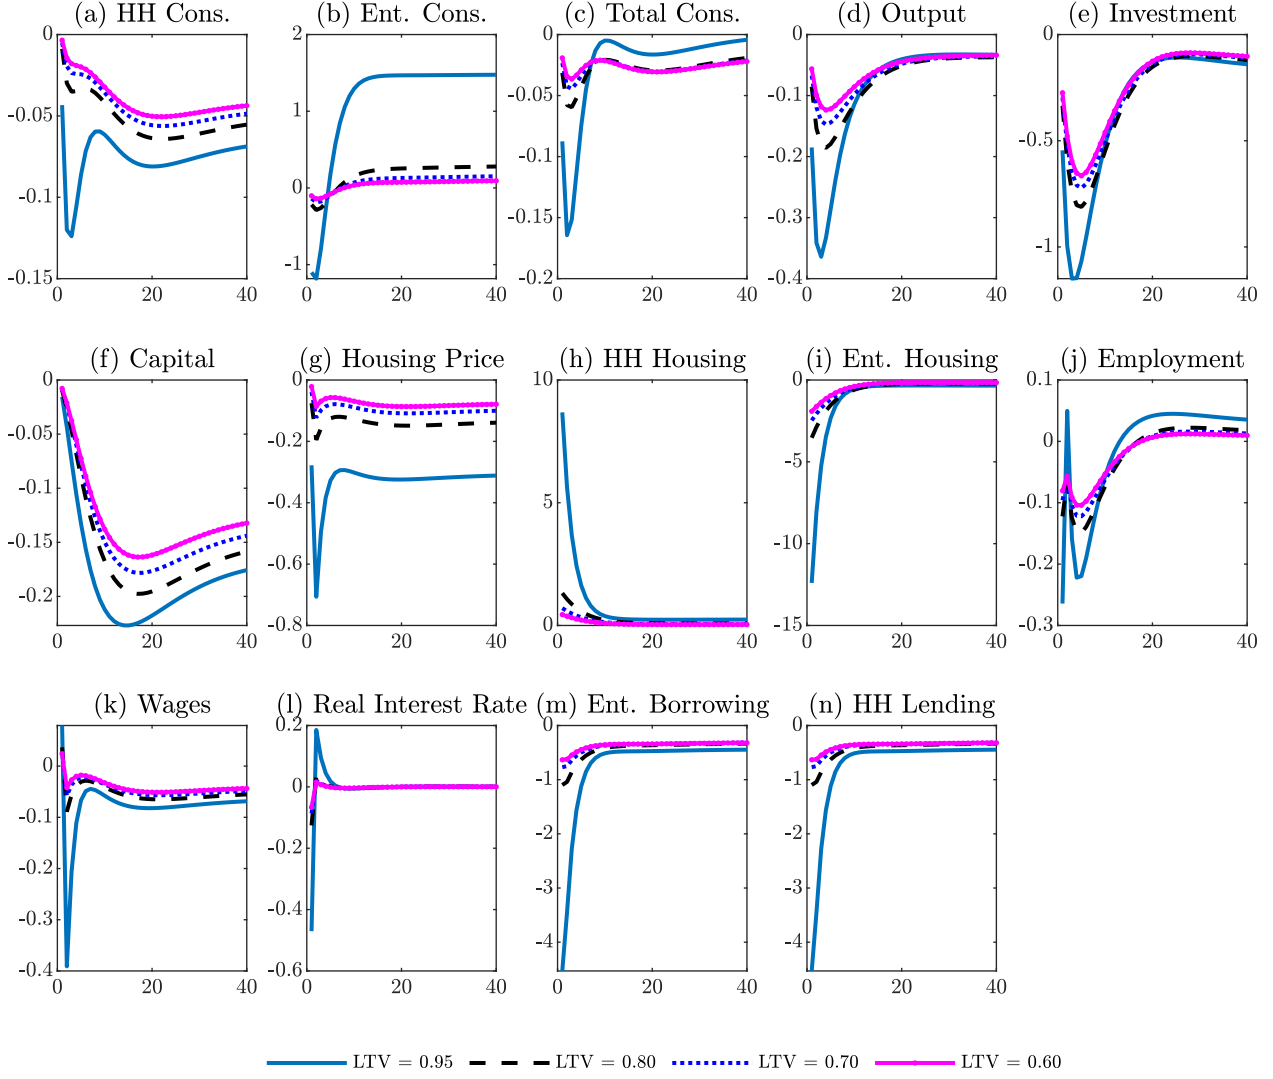 (a) HH Cons. (b) Ent. Cons. (c) Total Cons. (d) Output (e) Investment
0 2 0 0 0
-0.05 1 -0.05 -0.1 -0.5
-0.1 0 -0.1 -0.2 -1
-0.15 -1 -0.15 -0.3
-0.2 -0.4
0 20 40 0 20 40 0 20 40 0 20 40 0 20 40
(f) Capital (g) Housing Price (h) HH Housing (i) Ent. Housing (j) Employment
0 0 10 0 0.1
-0.05 -0.2 5 -5 0
-0.1 -0.4 0 -10 -0.1
-0.15 -0.6 -15 -0.2
-0.2 -0.8 -0.3
0 20 40 0 20 40 0 20 40 0 20 40 0 20 40
(k) Wages (l) Real Interest Rate (m) Ent. Borrowing (n) HH Lending
0 0.2 0 0
-0.1 0 -1 -1
-0.2 -0.2 -2 -2
-0.3 -0.4 -3 -3
-0.4 -0.6 -4 -4
0 20 40 0 20 40 0 20 40 0 20 40
LTV = 0.95 LTV = 0.80 LTV = 0.70 LTV = 0.60